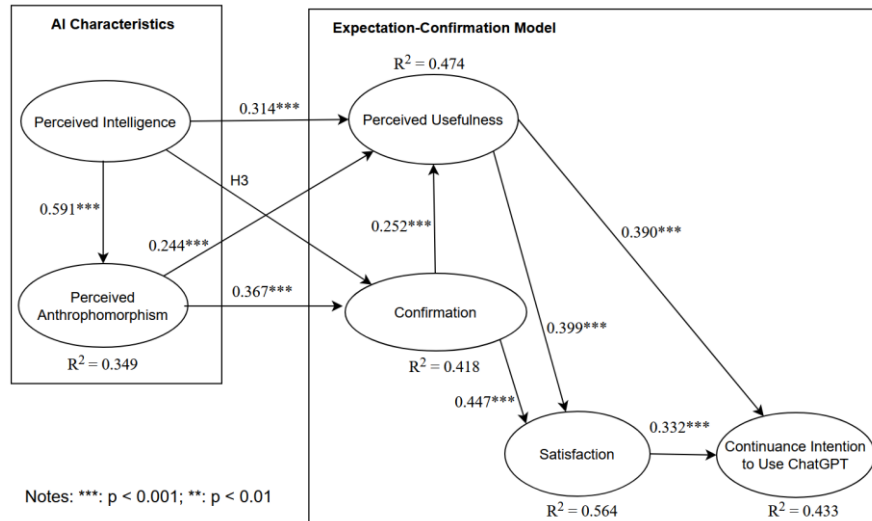 AI Characteristics
Expectation-Confirmation Model
R² = 0.474
Perceived Intelligence
0.314***
Perceived Usefulness
H3
0.591***
0.244***
0.252***
0.390***
Perceived
Anthrophomorphism
0.367***
Confirmation
0.399***
R² = 0.349
R² = 0.418
0.447***
0.332***
Satisfaction
Continuance Intention
to Use ChatGPT
Notes: ***: p < 0.001; **: p < 0.01
R² = 0.564
R² = 0.433